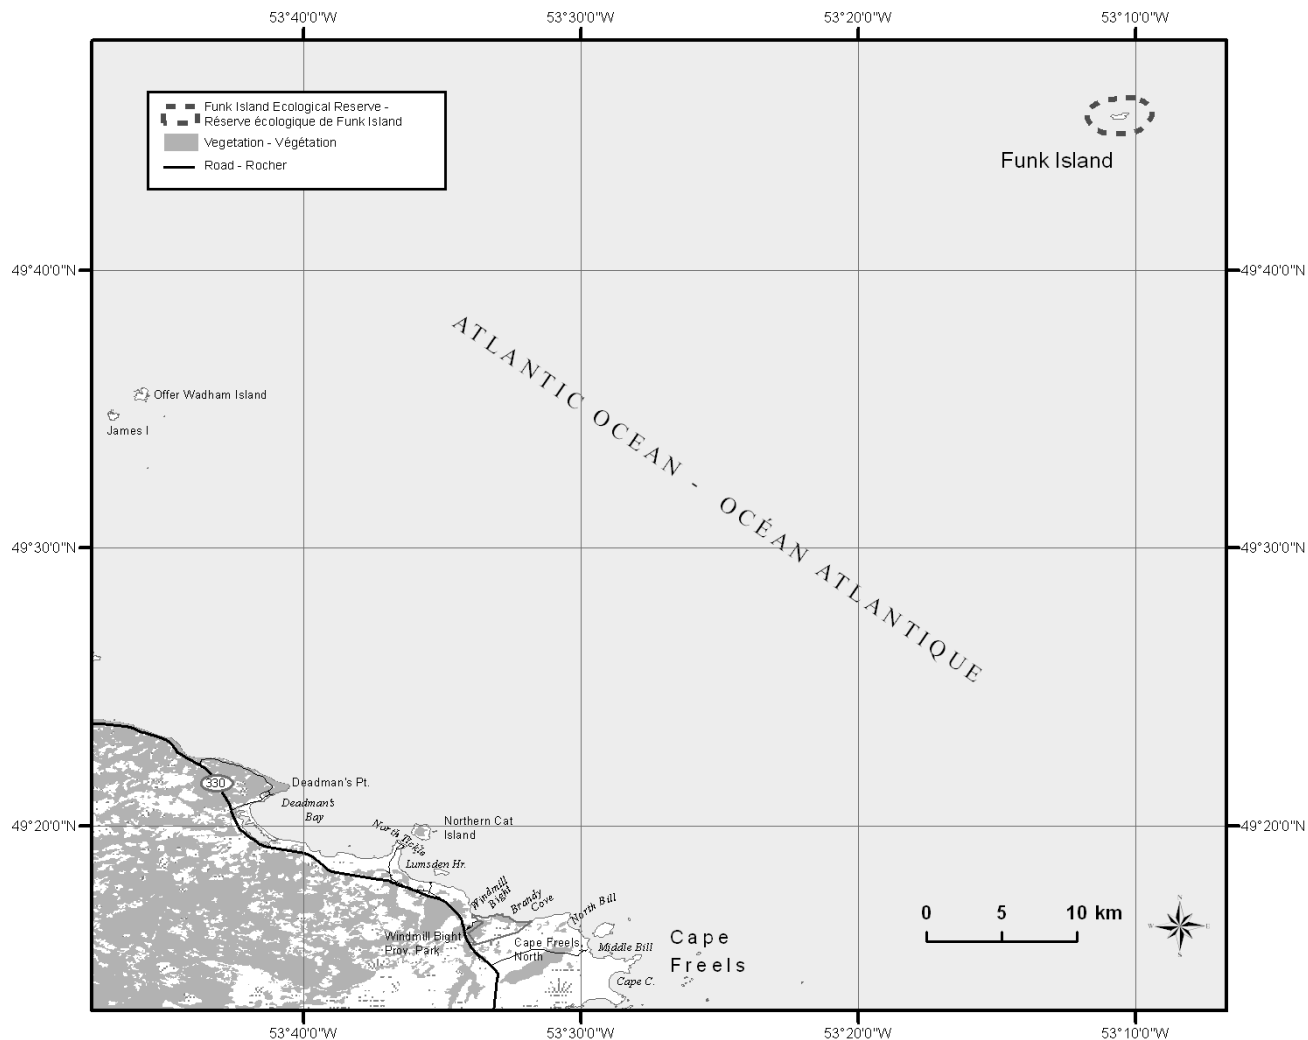 53°40'0"W
53°30'0"W
53°20'0"W
53°10'0"W
Funk Island Ecological Reserve -
Réserve écologique de Funk Island
Vegetation - Végétation
Road - Rocher
Funk Island
49°40'0"N
49°40'0"N
ATLANTIC OCEAN - OCÉAN ATLANTIQUE
Offer Wadham Island
James I
49°30'0"N
49°30'0"N
330
Deadman's Pt.
Deadman's
Bay
49°20'0"N
49°20'0"N
North Tickle
Northern Cat
Island
Lumsden Hr.
Windmill
Bight
Brandy
Cove
North Bill
Windmill Bight
Prov. Park
Cape Freels
North
Middle Bill
Cape
Freels
Cape C.
0 5 10 km
N
W E
S
53°40'0"W
53°30'0"W
53°20'0"W
53°10'0"W